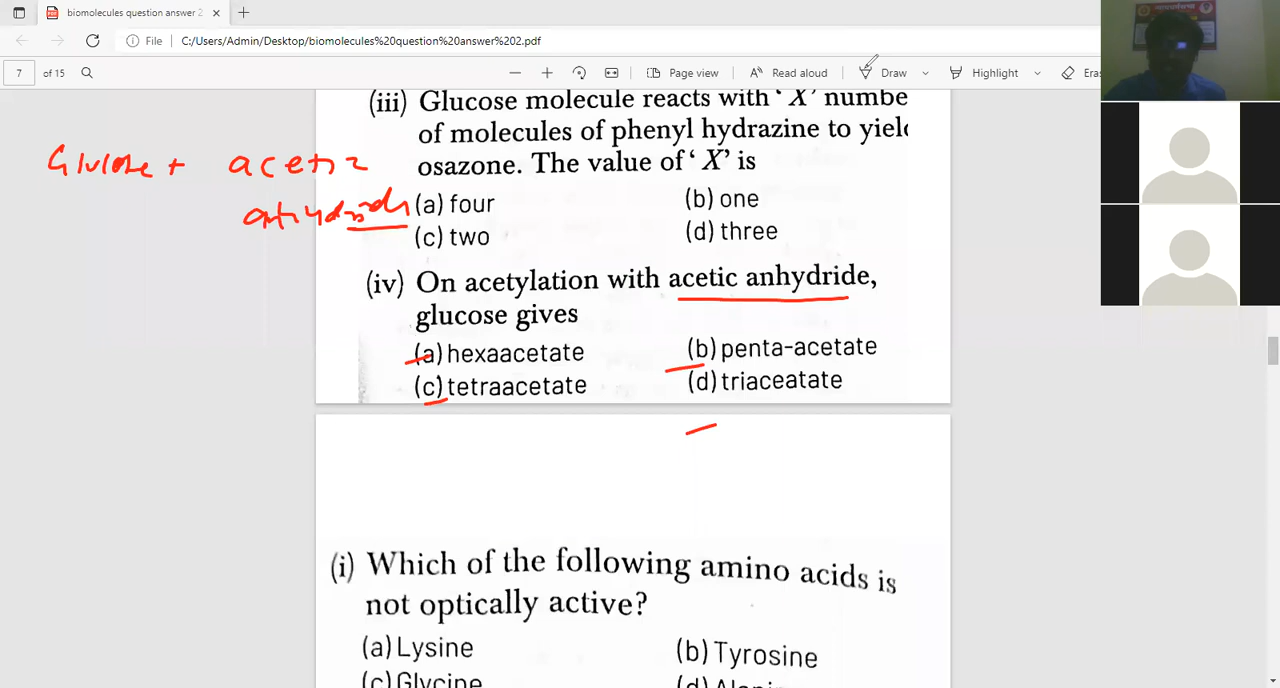 biomolecules question answer 2
File
C:/Users/Admin/Desktop/biomolecules%20question%20answer%202.pdf
7 of 15
Page view
Read aloud
Draw
Highlight
Eras
(iii) Glucose molecule reacts with ‘ X’ numbe
of molecules of phenyl hydrazine to yield
osazone. The value of ‘ X’ is
(a) four (b) one
(c) two (d) three
Glucose + acetic
(iv) On acetylation with acetic anhydride,
glucose gives
(a) hexaacetate (b) penta-acetate
(c) tetraacetate (d) triaceatate
(i) Which of the following amino acids is
not optically active?
(a) Lysine (b) Tyrosine
(c) Glycine